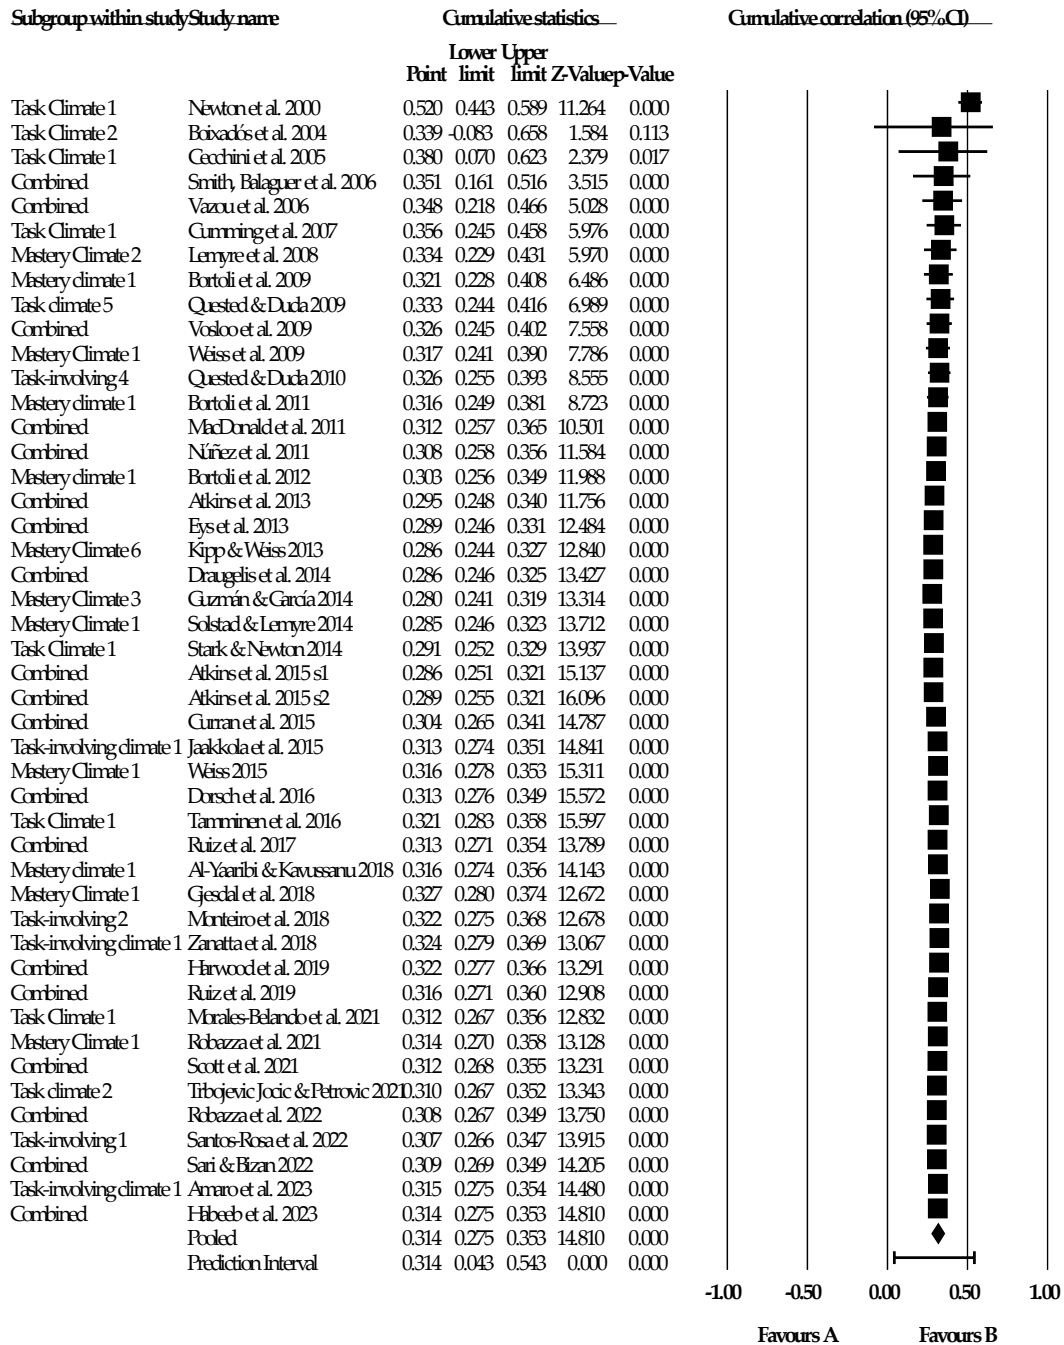 Subgroup within study Study name Cumulative statistics Cumulative correlation (95% CI)
Lower Upper
Point limit limit Z-Value p-Value
Task Climate 1 Newton et al. 2000 0.520 0.443 0.589 11.264 0.000
Task Climate 2 Boixadós et al. 2004 0.339 -0.083 0.658 1.584 0.113
Task Climate 1 Cecchini et al. 2005 0.380 0.070 0.623 2.379 0.017
Combined Smith, Balaguer et al. 2006 0.351 0.161 0.516 3.515 0.000
Combined Vazou et al. 2006 0.348 0.218 0.466 5.028 0.000
Task Climate 1 Cumming et al. 2007 0.356 0.245 0.458 5.976 0.000
Mastery Climate 2 Lemyre et al. 2008 0.334 0.229 0.431 5.970 0.000
Mastery climate 1 Bortoli et al. 2009 0.321 0.228 0.408 6.486 0.000
Task climate 5 Quested & Duda 2009 0.333 0.244 0.416 6.989 0.000
Combined Vosloo et al. 2009 0.326 0.245 0.402 7.558 0.000
Mastery Climate 1 Weiss et al. 2009 0.317 0.241 0.390 7.786 0.000
Task-involving 4 Quested & Duda 2010 0.326 0.255 0.393 8.555 0.000
Mastery climate 1 Bortoli et al. 2011 0.316 0.249 0.381 8.723 0.000
Combined MacDonald et al. 2011 0.312 0.257 0.365 10.501 0.000
Combined Núñez et al. 2011 0.308 0.258 0.356 11.584 0.000
Mastery climate 1 Bortoli et al. 2012 0.303 0.256 0.349 11.988 0.000
Combined Atkins et al. 2013 0.295 0.248 0.340 11.756 0.000
Combined Eys et al. 2013 0.289 0.246 0.331 12.484 0.000
Mastery Climate 6 Kipp & Weiss 2013 0.286 0.244 0.327 12.840 0.000
Combined Draugelis et al. 2014 0.286 0.246 0.325 13.427 0.000
Mastery Climate 3 Guzmán & García 2014 0.280 0.241 0.319 13.314 0.000
Mastery Climate 1 Solstad & Lemyre 2014 0.285 0.246 0.323 13.712 0.000
Task Climate 1 Stark & Newton 2014 0.291 0.252 0.329 13.937 0.000
Combined Atkins et al. 2015 s1 0.286 0.251 0.321 15.137 0.000
Combined Atkins et al. 2015 s2 0.289 0.255 0.321 16.096 0.000
Combined Curran et al. 2015 0.304 0.265 0.341 14.787 0.000
Task-involving climate 1 Jaakkola et al. 2015 0.313 0.274 0.351 14.841 0.000
Mastery Climate 1 Weiss 2015 0.316 0.278 0.353 15.311 0.000
Combined Dorsch et al. 2016 0.313 0.276 0.349 15.572 0.000
Task Climate 1 Tamminen et al. 2016 0.321 0.283 0.358 15.597 0.000
Combined Ruiz et al. 2017 0.313 0.271 0.354 13.789 0.000
Mastery climate 1 Al-Yaaribi & Kavussanu 2018 0.316 0.274 0.356 14.143 0.000
Mastery Climate 1 Gjesdal et al. 2018 0.327 0.280 0.374 12.672 0.000
Task-involving 2 Monteiro et al. 2018 0.322 0.275 0.368 12.678 0.000
Task-involving climate 1 Zanatta et al. 2018 0.324 0.279 0.369 13.067 0.000
Combined Harwood et al. 2019 0.322 0.277 0.366 13.291 0.000
Combined Ruiz et al. 2019 0.316 0.271 0.360 12.908 0.000
Task Climate 1 Morales-Belando et al. 2021 0.312 0.267 0.356 12.832 0.000
Mastery Climate 1 Robazza et al. 2021 0.314 0.270 0.358 13.128 0.000
Combined Scott et al. 2021 0.312 0.268 0.355 13.231 0.000
Task climate 2 Trbojevic Jocic & Petrovic 2021 0.310 0.267 0.352 13.343 0.000
Combined Robazza et al. 2022 0.308 0.267 0.349 13.750 0.000
Task-involving 1 Santos-Rosa et al. 2022 0.307 0.266 0.347 13.915 0.000
Combined Sari & Bizan 2022 0.309 0.269 0.349 14.205 0.000
Task-involving climate 1 Amaro et al. 2023 0.315 0.275 0.354 14.480 0.000
Combined Habeeb et al. 2023 0.314 0.275 0.353 14.810 0.000
Pooled 0.314 0.275 0.353 14.810 0.000
Prediction Interval 0.314 0.043 0.543 0.000 0.000
-1.00 -0.50 0.00 0.50 1.00
Favours A Favours B